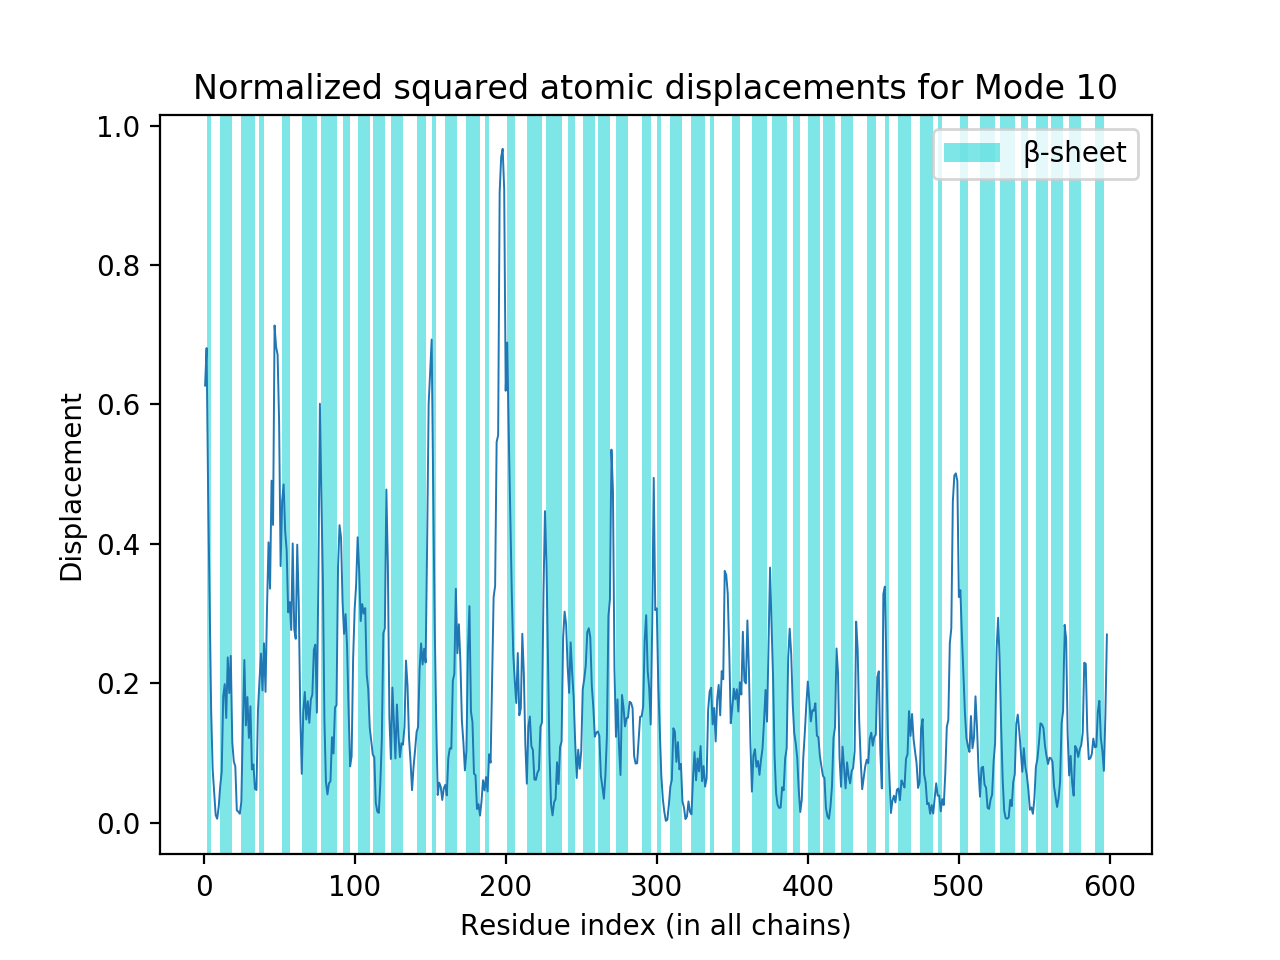 Normalized squared atomic displacements for Mode 10
β-sheet
1.0
0.8
0.6
0.4
0.2
0.0
Displacement
0 100 200 300 400 500 600
Residue index (in all chains)